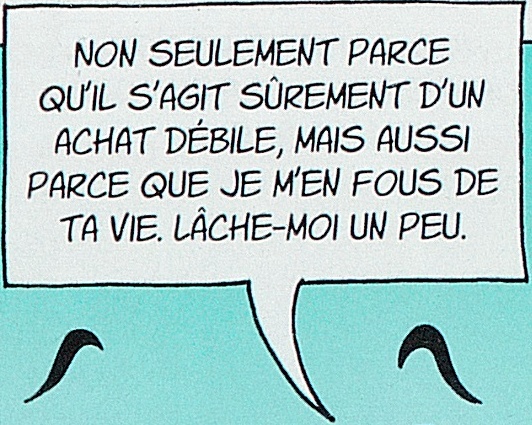 NON SEULEMENT PARCE
QU'IL S'AGIT SÛREMENT D'UN
ACHAT DÉBILE, MAIS AUSSI
PARCE QUE JE M'EN FOUS DE
TA VIE. LÂCHE-MOI UN PEU.